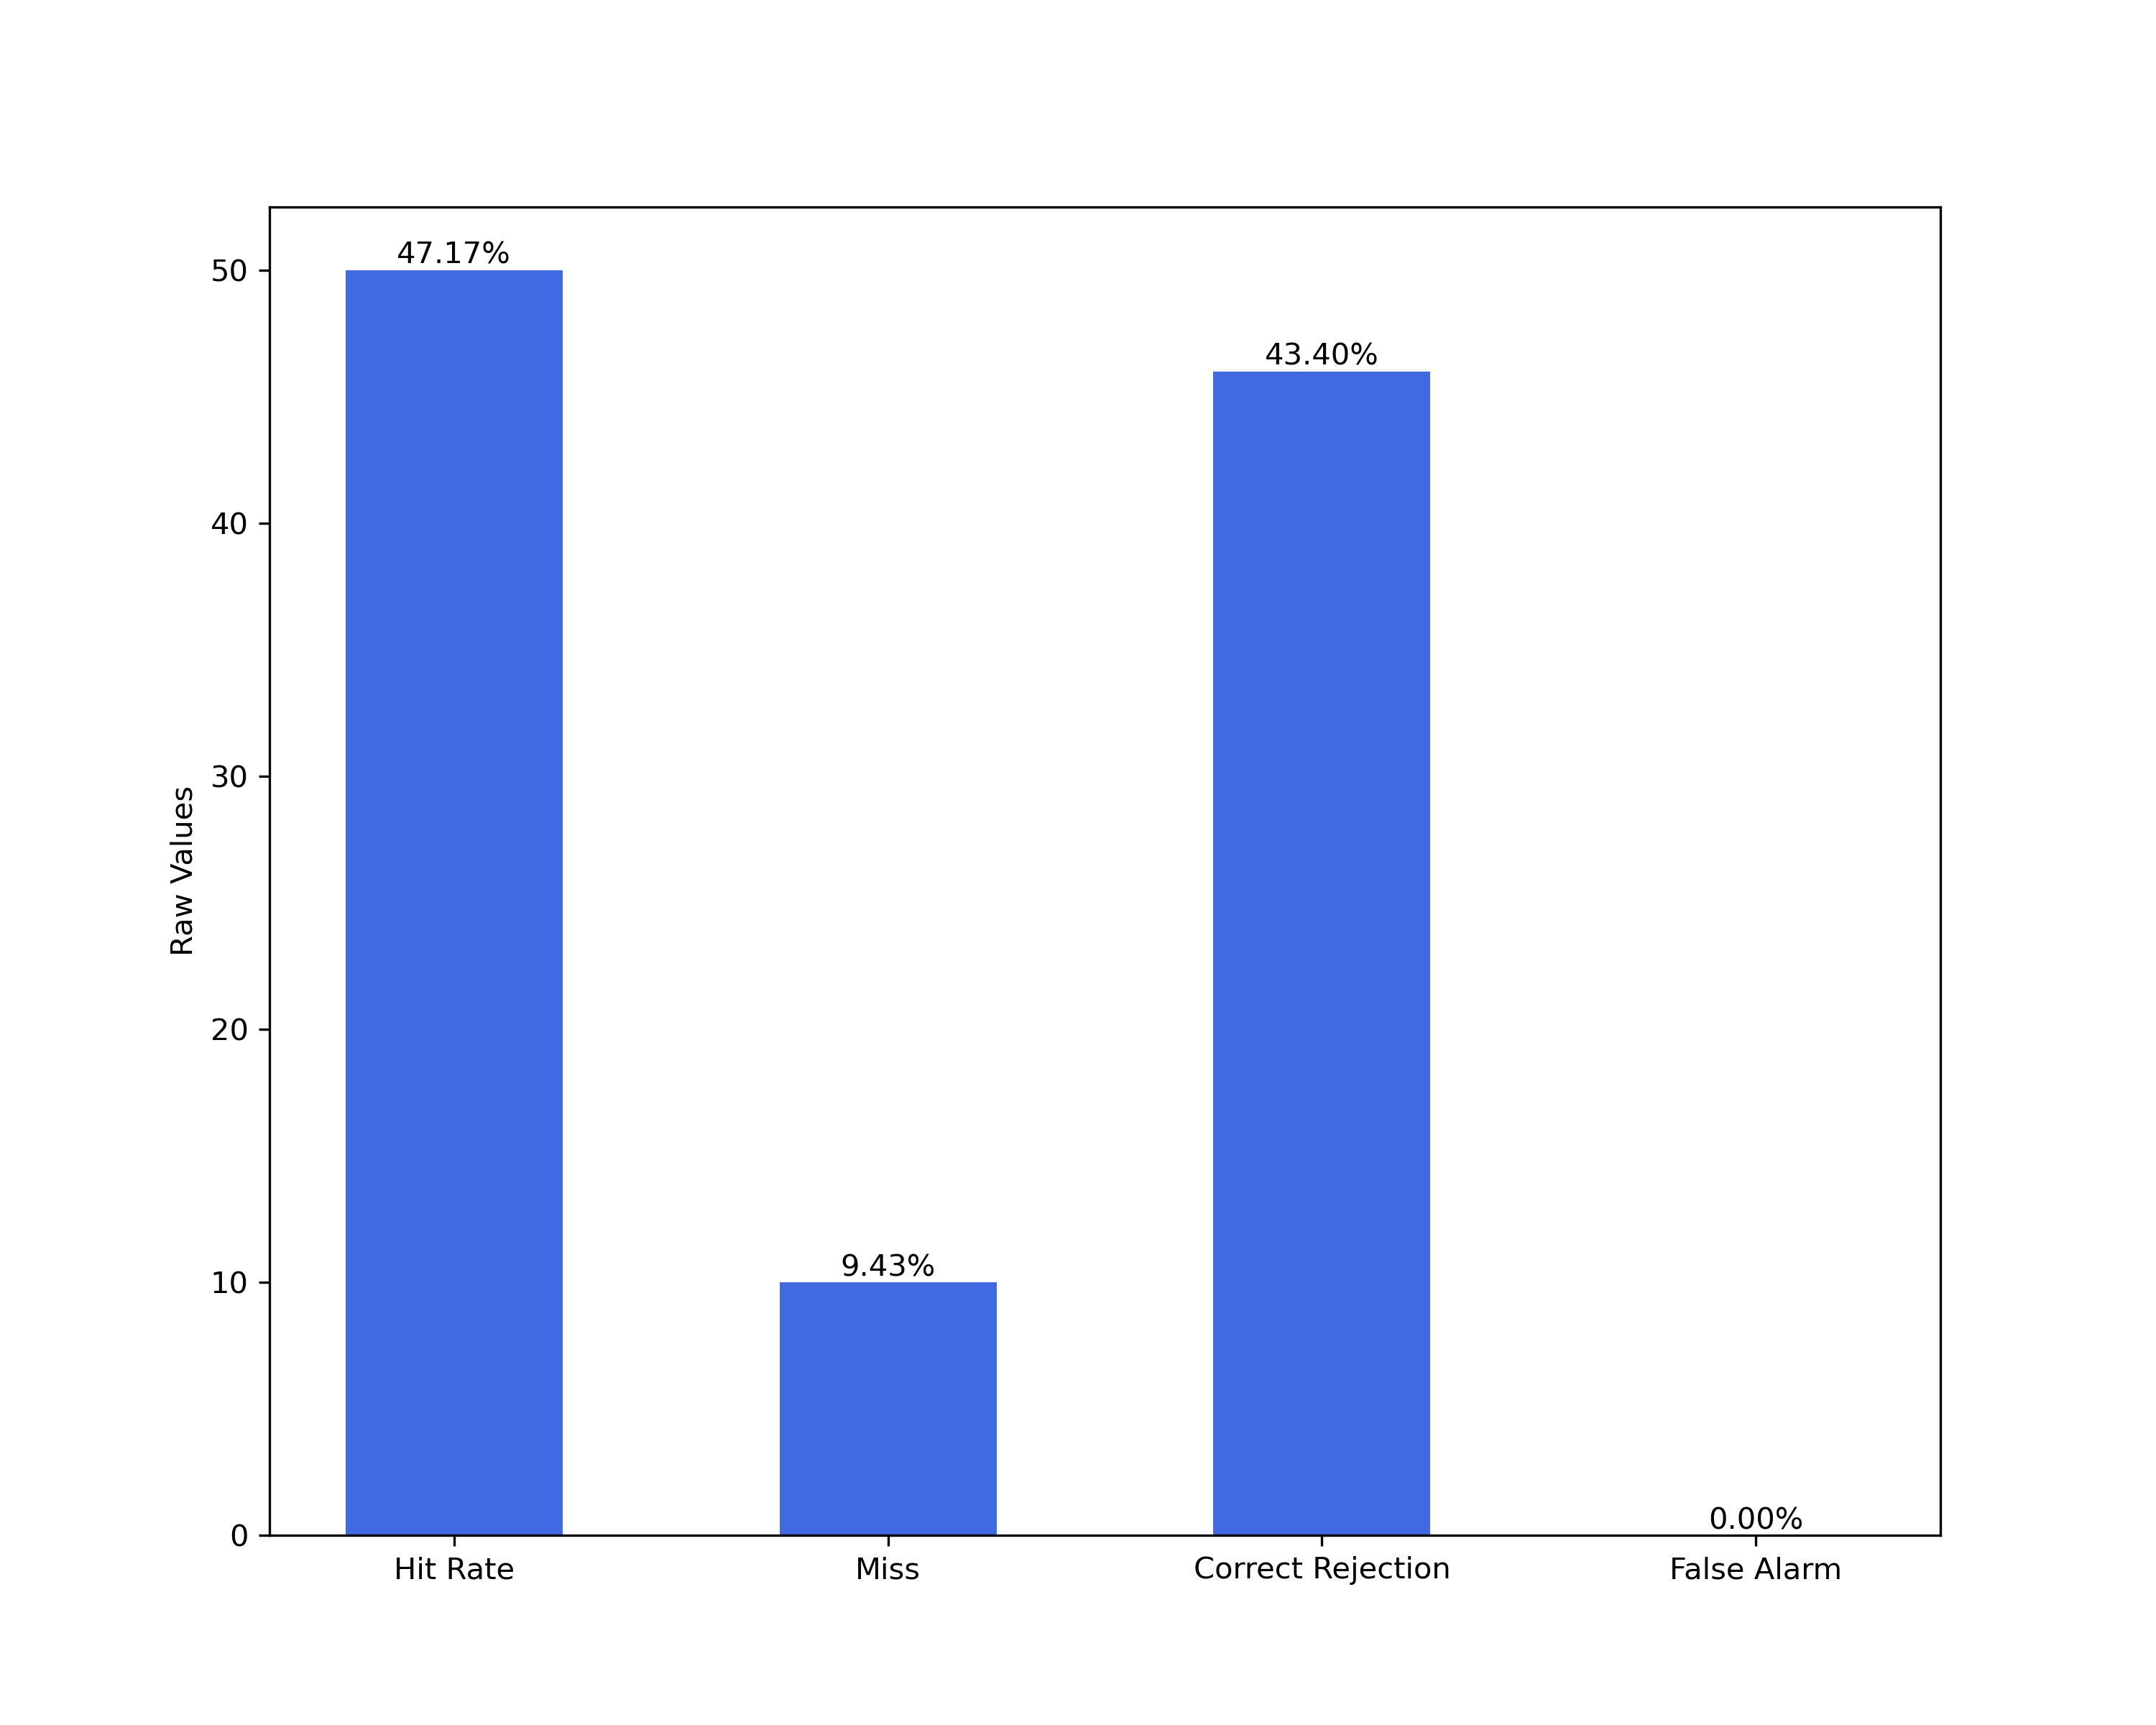 47.17%
50
43.40%
40
30
Raw Values
20
9.43%
10
0.00%
0
Hit Rate
Miss
Correct Rejection
False Alarm